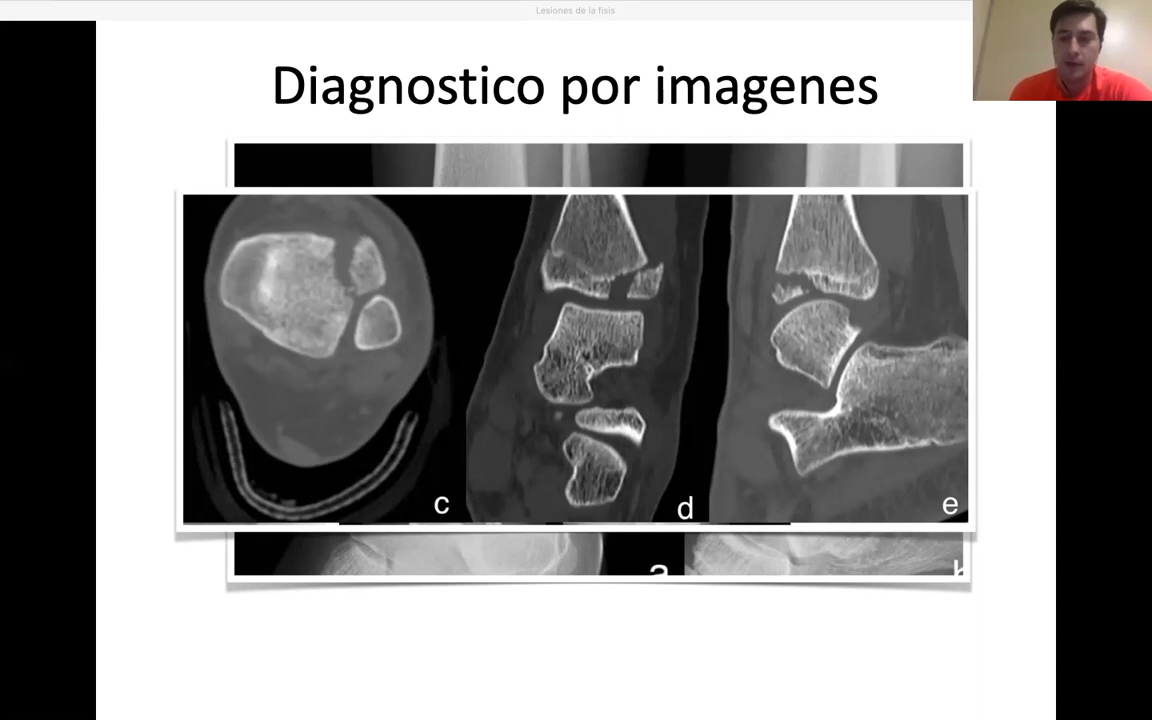 Lesiones de la fisis
Diagnostico por imagenes
c
d
e
a